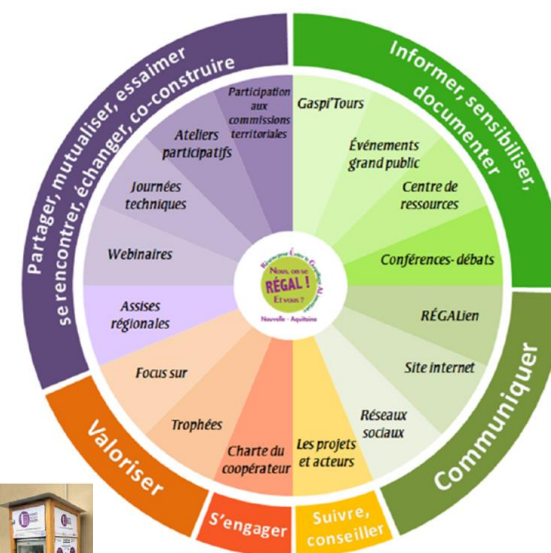 Partager, mutualiser, essaimer
se rencontrer, échanger, co-construire
Informer, sensibiliser,
documenter
Communiquer
Suivre,
conseiller
S'engager
Valoriser
Participation
aux
commissions
territoriales
Gaspi'Tours
Événements
grand public
Centre de
ressources
Conférences- débats
RÉGALien
Site internet
Réseaux
sociaux
Les projets
et acteurs
Charte du
coopérateur
Trophées
Focus sur
Assises
régionales
Webinaires
Journées
techniques
Ateliers
participatifs
Nous, on se
RÉGAL !
Et vous ?
Nouvelle - Aquitaine